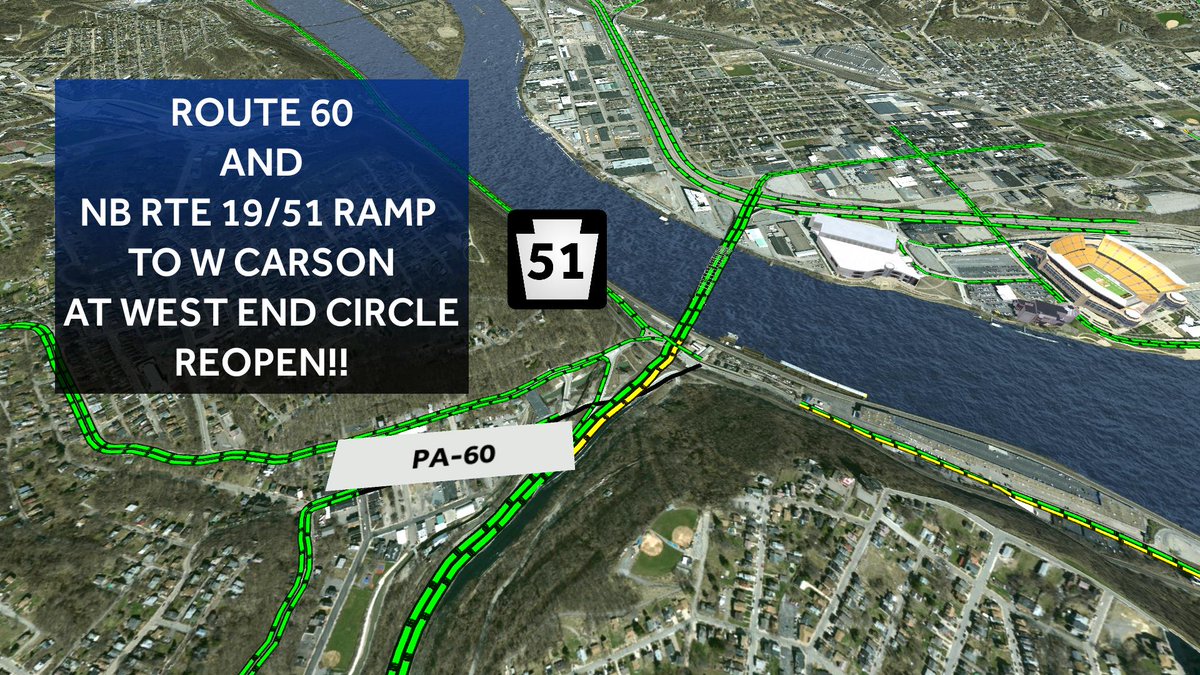 ROUTE 60
AND
NB RTE 19/51 RAMP
TO W CARSON
AT WEST END CIRCLE
REOPEN!!
51
PA-60